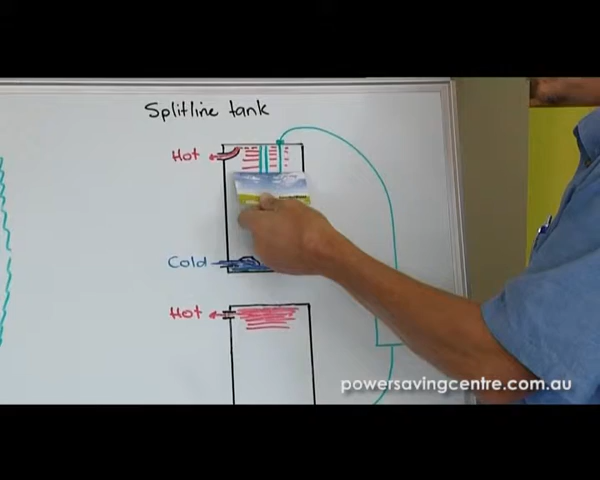 Splitline tank
Hot
Cold
Hot
powersavingcentre.com.au